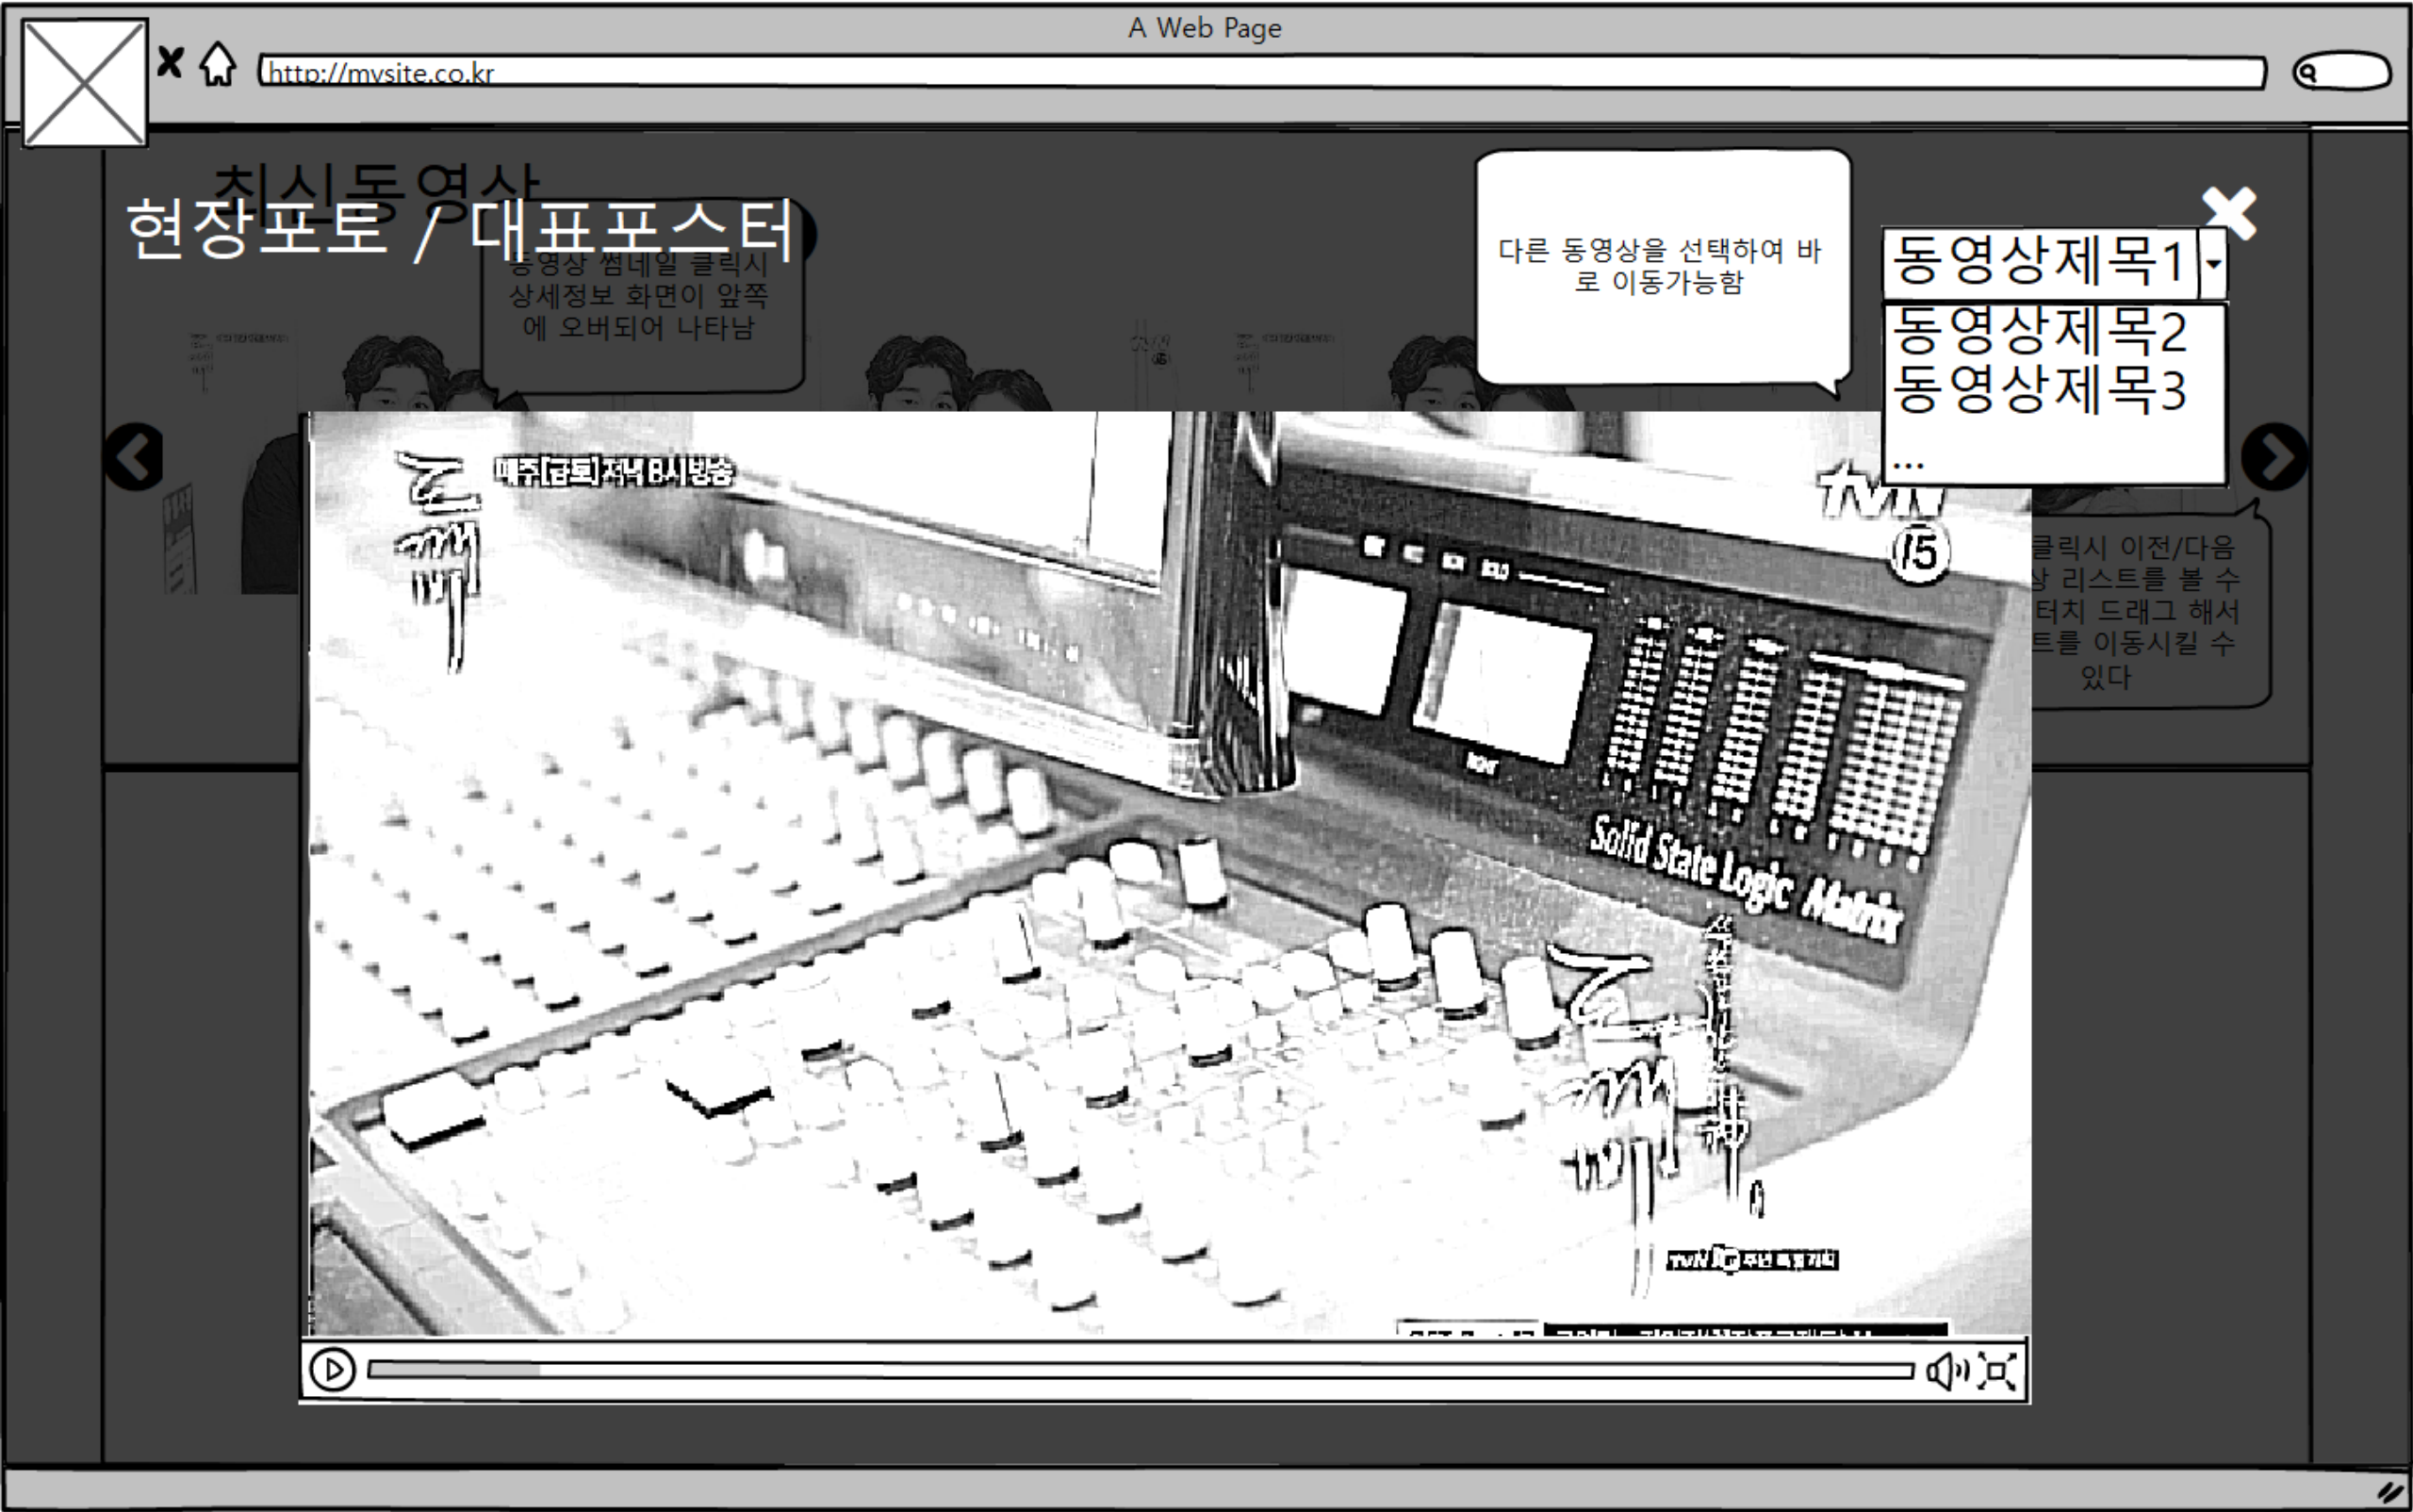 A Web Page
http://mysite.co.kr
최신동영상
현장포토 / 대표포스터
동영상 썸네일 클릭시
상세정보 화면이 앞쪽
에 오버되어 나타남
다른 동영상을 선택하여 바
로 이동가능함
동영상제목1
동영상제목2
동영상제목3
...
매주[금토]저녁 8시 방송
tvN
15
클릭시 이전/다음
상 리스트를 볼 수
터치 드래그 해서
트를 이동시킬 수
있다
Solid State Logic Matrix